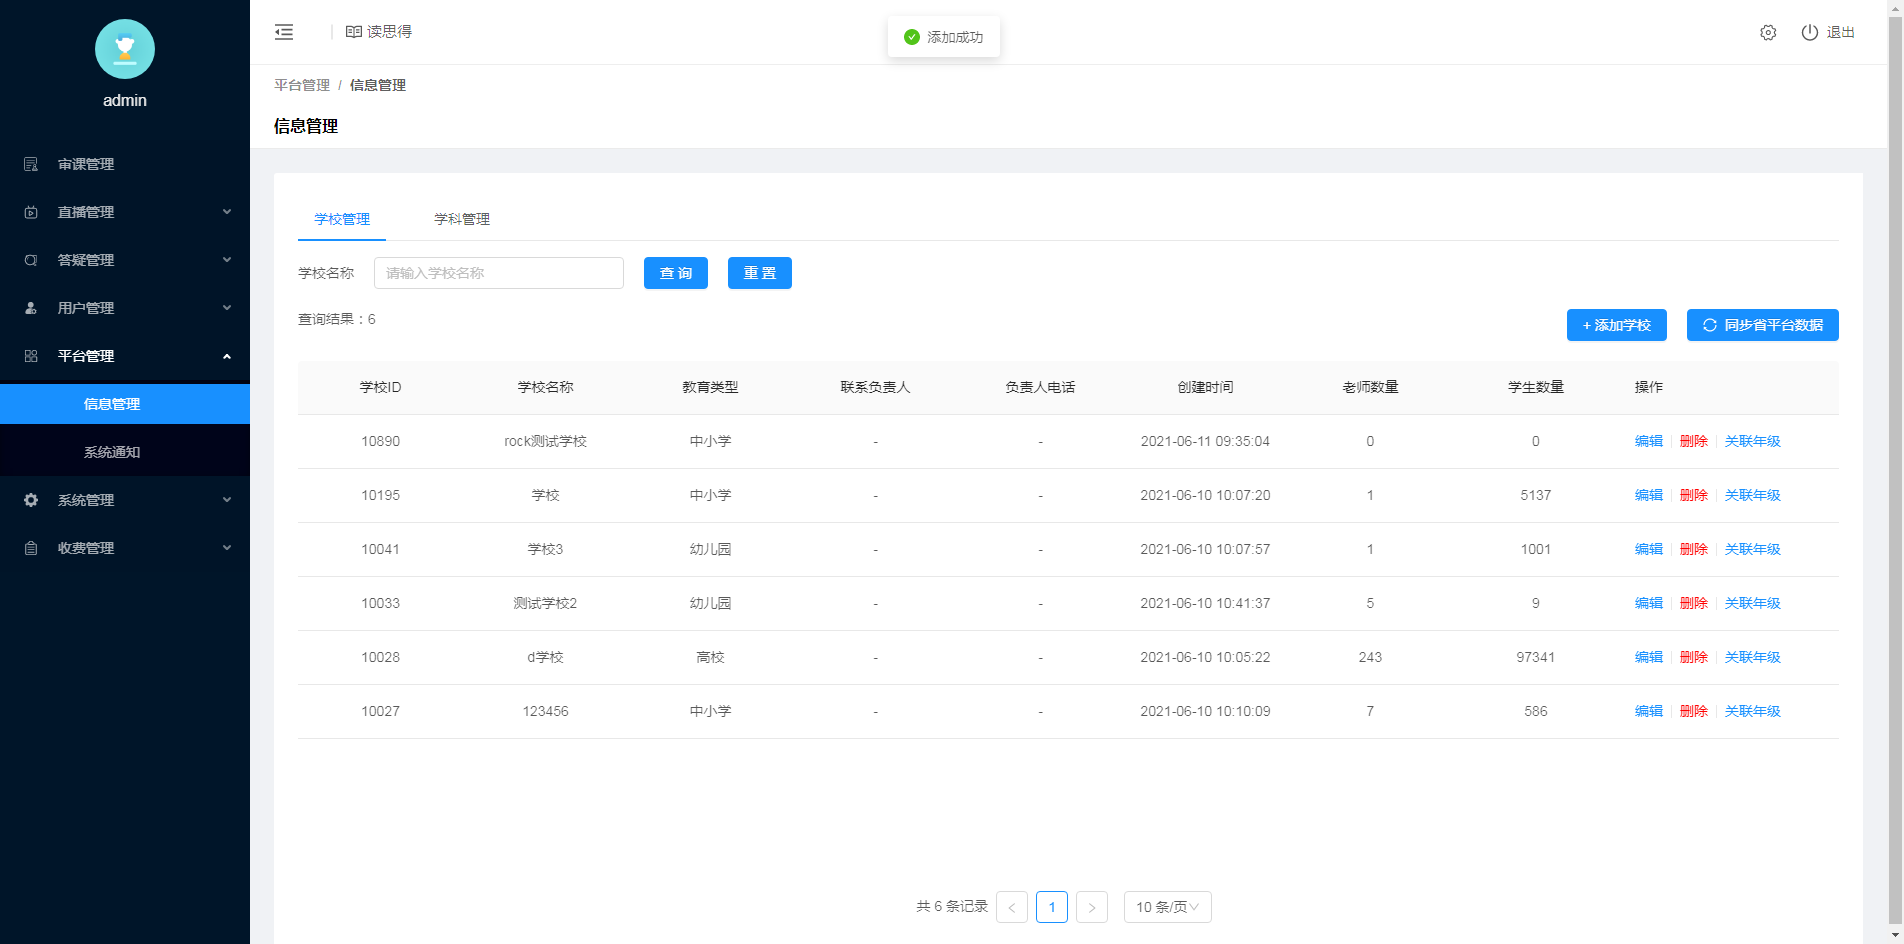 admin
审课管理
直播管理
答疑管理
用户管理
平台管理
信息管理
系统通知
系统管理
收费管理
读思得
添加成功
退出
平台管理 / 信息管理
信息管理
学校管理 学科管理
学校名称 请输入学校名称 查 询 重 置
查询结果：6
+ 添加学校 同步省平台数据
学校ID 学校名称 教育类型 联系负责人 负责人电话 创建时间 老师数量 学生数量 操作
10890 rock测试学校 中小学 - - 2021-06-11 09:35:04 0 0 编辑 删除 关联年级
10195 学校 中小学 - - 2021-06-10 10:07:20 1 5137 编辑 删除 关联年级
10041 学校3 幼儿园 - - 2021-06-10 10:07:57 1 1001 编辑 删除 关联年级
10033 测试学校2 幼儿园 - - 2021-06-10 10:41:37 5 9 编辑 删除 关联年级
10028 d学校 高校 - - 2021-06-10 10:05:22 243 97341 编辑 删除 关联年级
10027 123456 中小学 - - 2021-06-10 10:10:09 7 586 编辑 删除 关联年级
共 6 条记录 < 1 > 10 条/页